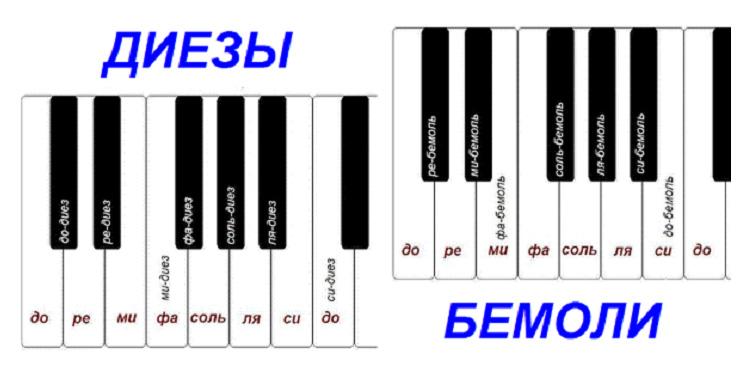 ДИЕЗЫ
до-диез
ре-диез
ми-диез
фа-диез
соль-диез
ля-диез
си-диез
до ре ми фа соль ля си до
ре-бемоль
ми-бемоль
фа-бемоль
соль-бемоль
ля-бемоль
си-бемоль
до-бемоль
до ре ми фа соль ля си до
БЕМОЛИ